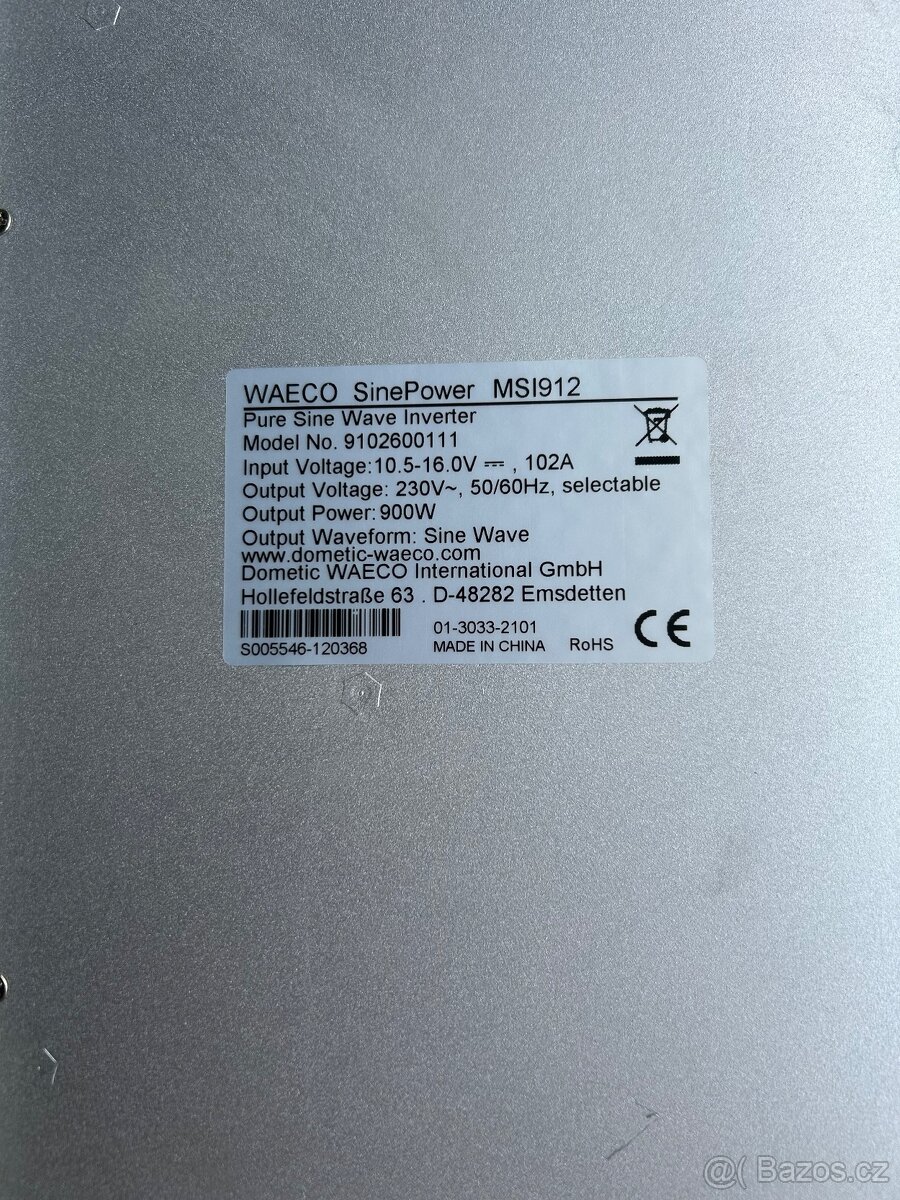 WAECO SinePower MSI912
Pure Sine Wave Inverter
Model No. 9102600111
Input Voltage:10.5-16.0V ⎓ , 102A
Output Voltage: 230V~, 50/60Hz, selectable
Output Power:900W
Output Waveform: Sine Wave
www.dometic-waeco.com
Dometic WAECO International GmbH
Hollefeldstraße 63 . D-48282 Emsdetten
01-3033-2101
S005546-120368
MADE IN CHINA RoHS CE
@( Bazos.cz